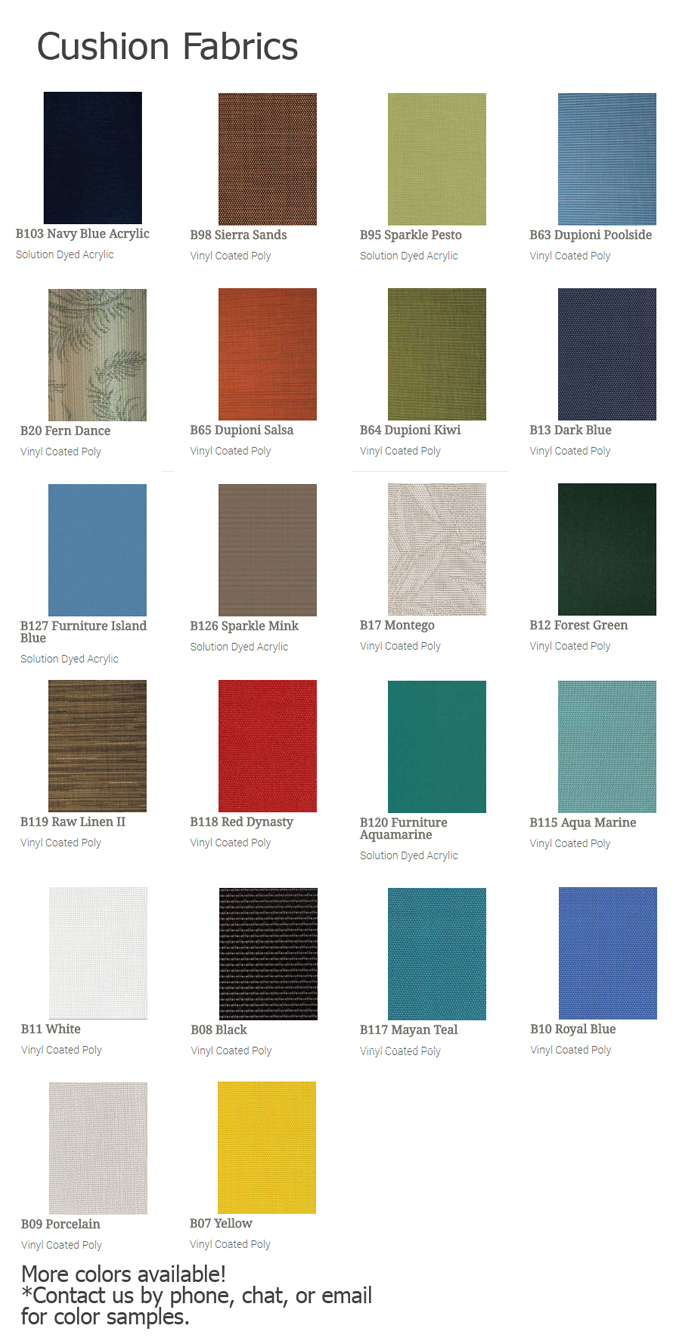 Cushion Fabrics
B103 Navy Blue Acrylic
Solution Dyed Acrylic
B98 Sierra Sands
Vinyl Coated Poly
B95 Sparkle Pesto
Solution Dyed Acrylic
B63 Dupioni Poolside
Vinyl Coated Poly
B20 Fern Dance
Vinyl Coated Poly
B65 Dupioni Salsa
Vinyl Coated Poly
B64 Dupioni Kiwi
Vinyl Coated Poly
B13 Dark Blue
Vinyl Coated Poly
B127 Furniture Island
Blue
Solution Dyed Acrylic
B126 Sparkle Mink
Solution Dyed Acrylic
B17 Montego
Vinyl Coated Poly
B12 Forest Green
Vinyl Coated Poly
B119 Raw Linen II
Vinyl Coated Poly
B118 Red Dynasty
Vinyl Coated Poly
B120 Furniture
Aquamarine
Solution Dyed Acrylic
B115 Aqua Marine
Vinyl Coated Poly
B11 White
Vinyl Coated Poly
B08 Black
Vinyl Coated Poly
B117 Mayan Teal
Vinyl Coated Poly
B10 Royal Blue
Vinyl Coated Poly
B09 Porcelain
Vinyl Coated Poly
B07 Yellow
Vinyl Coated Poly
More colors available!
*Contact us by phone, chat, or email
for color samples.